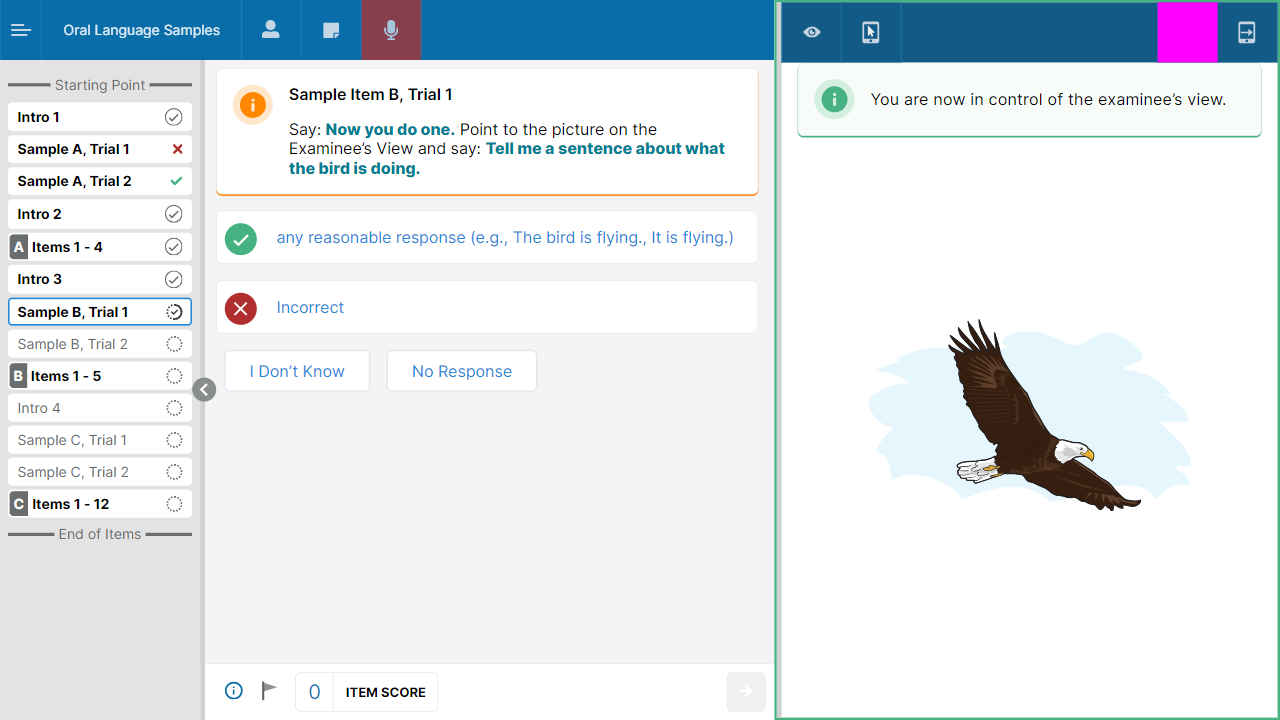 Oral Language Samples
Starting Point
Intro 1
Sample A, Trial 1
Sample A, Trial 2
Intro 2
A Items 1 - 4
Intro 3
Sample B, Trial 1
Sample B, Trial 2
B Items 1 - 5
Intro 4
Sample C, Trial 1
Sample C, Trial 2
C Items 1 - 12
End of Items
Sample Item B, Trial 1
Say: Now you do one. Point to the picture on the
Examinee’s View and say: Tell me a sentence about what
the bird is doing.
any reasonable response (e.g., The bird is flying., It is flying.)
Incorrect
I Don’t Know
No Response
0 ITEM SCORE
You are now in control of the examinee’s view.